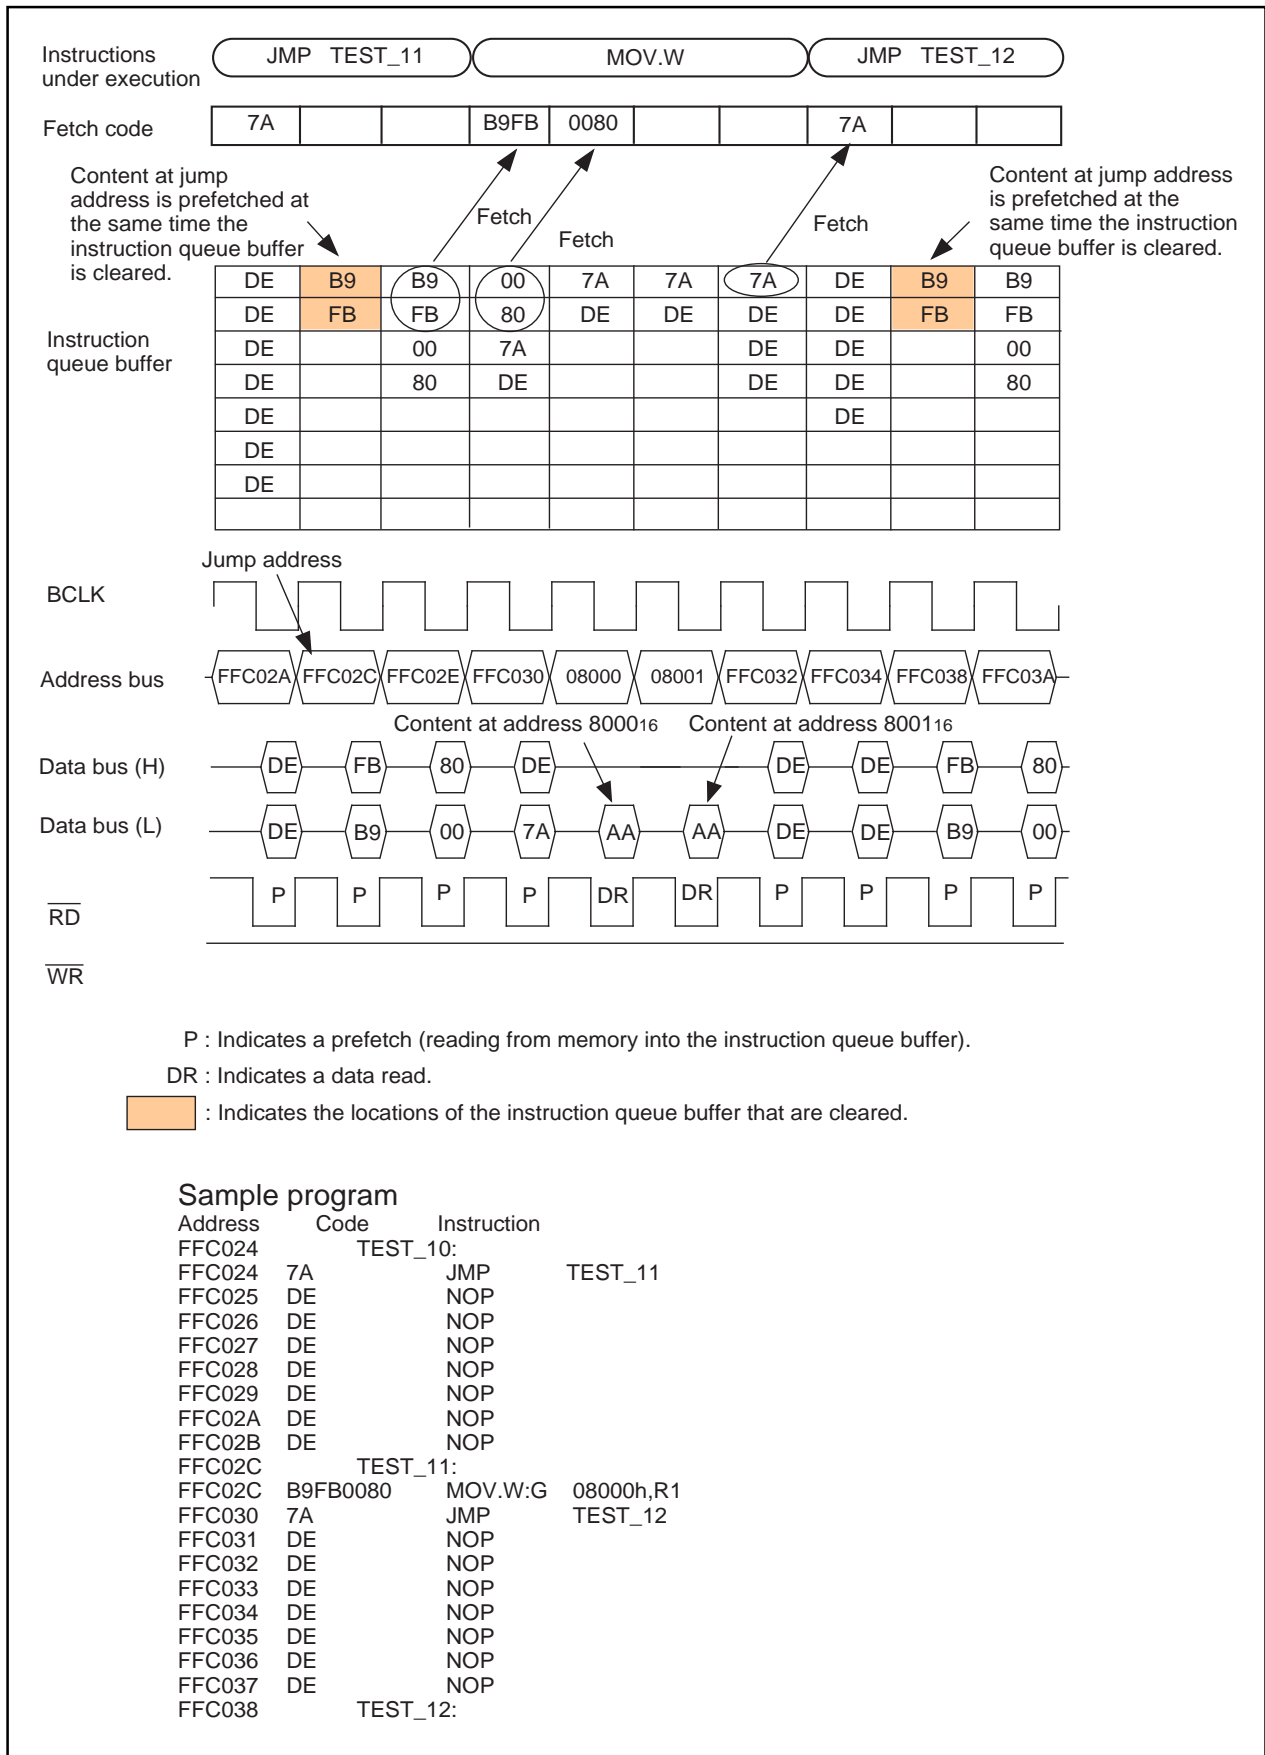 Instructions
under execution
JMP TEST_11
MOV.W
JMP TEST_12
Fetch code
7A B9FB 0080 7A
Content at jump
address is prefetched at
the same time the
instruction queue buffer
is cleared.
Fetch
Fetch
Fetch
Content at jump address
is prefetched at the
same time the instruction
queue buffer is cleared.
Instruction
queue buffer
DE B9 B9 00 7A 7A 7A DE B9 B9
DE FB FB 80 DE DE DE DE FB FB
DE 00 7A DE DE 00
DE 80 DE DE DE 80
DE DE
DE
DE
Jump address
BCLK
Address bus
FFC02A FFC02C FFC02E FFC030 08000 08001 FFC032 FFC034 FFC038 FFC03A
Content at address 800016 Content at address 800116
Data bus (H)
DE FB 80 DE DE DE FB 80
Data bus (L)
DE B9 00 7A AA AA DE DE B9 00
RD
P P P P DR DR P P P P
WR
P : Indicates a prefetch (reading from memory into the instruction queue buffer).
DR : Indicates a data read.
: Indicates the locations of the instruction queue buffer that are cleared.
Sample program
Address Code Instruction
FFC024 TEST_10:
FFC024 7A JMP TEST_11
FFC025 DE NOP
FFC026 DE NOP
FFC027 DE NOP
FFC028 DE NOP
FFC029 DE NOP
FFC02A DE NOP
FFC02B DE NOP
FFC02C TEST_11:
FFC02C B9FB0080 MOV.W:G 08000h,R1
FFC030 7A JMP TEST_12
FFC031 DE NOP
FFC032 DE NOP
FFC033 DE NOP
FFC034 DE NOP
FFC035 DE NOP
FFC036 DE NOP
FFC037 DE NOP
FFC038 TEST_12: